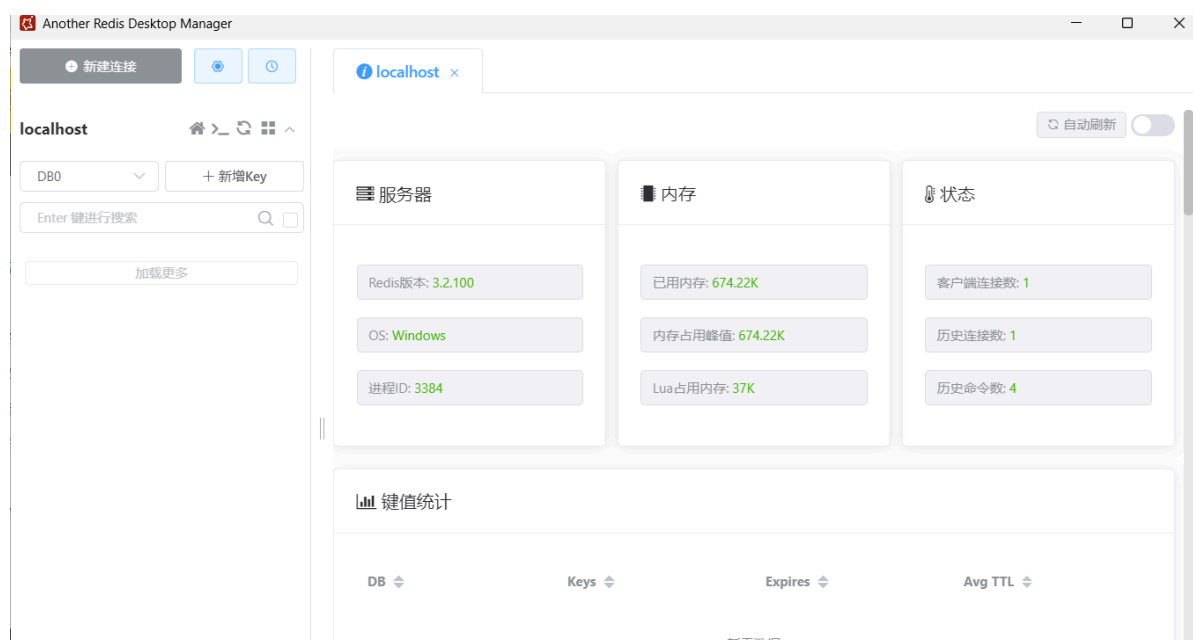 Another Redis Desktop Manager
新建连接
localhost
localhost
自动刷新
DB0
新增Key
Enter 键进行搜索
加载更多
服务器
Redis版本: 3.2.100
OS: Windows
进程ID: 3384
内存
已用内存: 674.22K
内存占用峰值: 674.22K
Lua占用内存: 37K
状态
客户端连接数: 1
历史连接数: 1
历史命令数: 4
键值统计
DB Keys Expires Avg TTL